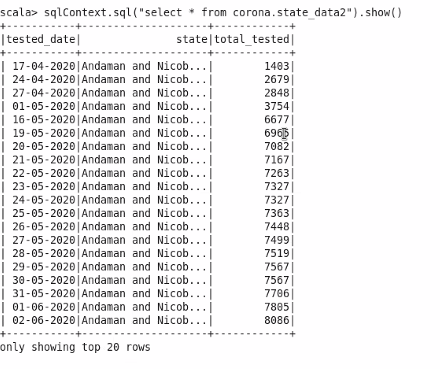 scala> sqlContext.sql("select * from corona.state_data2").show()
+-----------+--------------------+------------+
|tested_date|               state|total_tested|
+-----------+--------------------+------------+
| 17-04-2020|Andaman and Nicob...|        1403|
| 24-04-2020|Andaman and Nicob...|        2679|
| 27-04-2020|Andaman and Nicob...|        2848|
| 01-05-2020|Andaman and Nicob...|        3754|
| 16-05-2020|Andaman and Nicob...|        6677|
| 19-05-2020|Andaman and Nicob...|        6965|
| 20-05-2020|Andaman and Nicob...|        7082|
| 21-05-2020|Andaman and Nicob...|        7167|
| 22-05-2020|Andaman and Nicob...|        7263|
| 23-05-2020|Andaman and Nicob...|        7327|
| 24-05-2020|Andaman and Nicob...|        7327|
| 25-05-2020|Andaman and Nicob...|        7363|
| 26-05-2020|Andaman and Nicob...|        7448|
| 27-05-2020|Andaman and Nicob...|        7499|
| 28-05-2020|Andaman and Nicob...|        7519|
| 29-05-2020|Andaman and Nicob...|        7567|
| 30-05-2020|Andaman and Nicob...|        7567|
| 31-05-2020|Andaman and Nicob...|        7706|
| 01-06-2020|Andaman and Nicob...|        7805|
| 02-06-2020|Andaman and Nicob...|        8086|
+-----------+--------------------+------------+
only showing top 20 rows